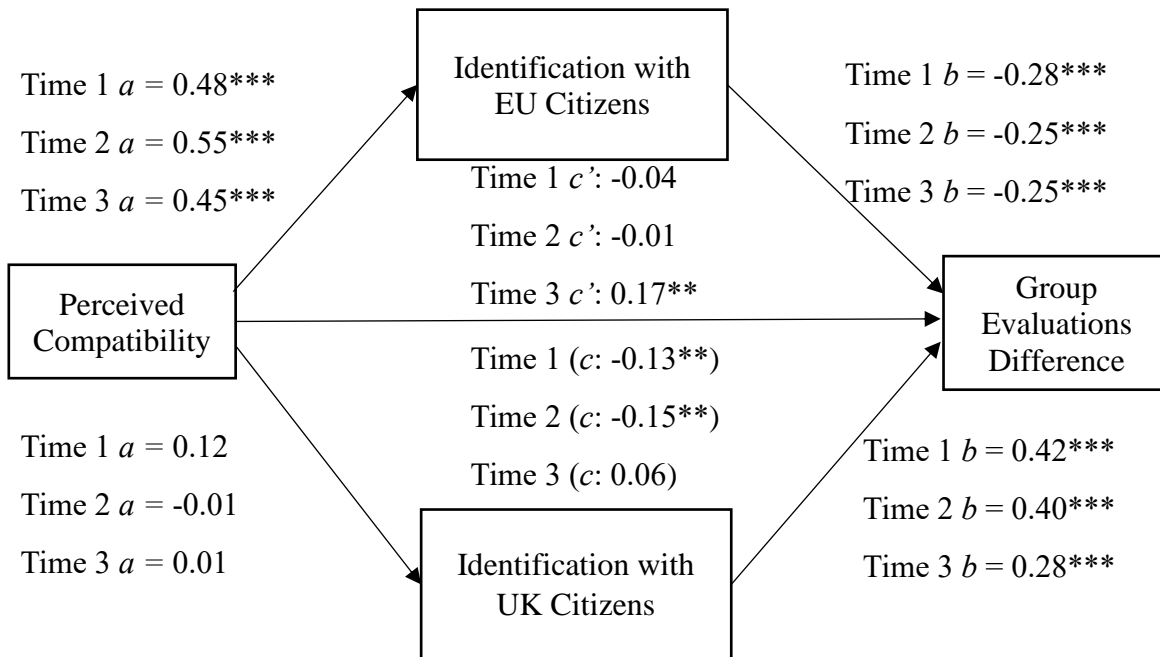 Time 1 a = 0.48***
Time 2 a = 0.55***
Time 3 a = 0.45***
Identification with
EU Citizens
Time 1 b = -0.28***
Time 2 b = -0.25***
Time 3 b = -0.25***
Time 1 c’: -0.04
Time 2 c’: -0.01
Time 3 c’: 0.17**
Perceived
Compatibility
Group
Evaluations
Difference
Time 1 (c: -0.13**)
Time 2 (c: -0.15**)
Time 3 (c: 0.06)
Time 1 a = 0.12
Time 2 a = -0.01
Time 3 a = 0.01
Identification with
UK Citizens
Time 1 b = 0.42***
Time 2 b = 0.40***
Time 3 b = 0.28***